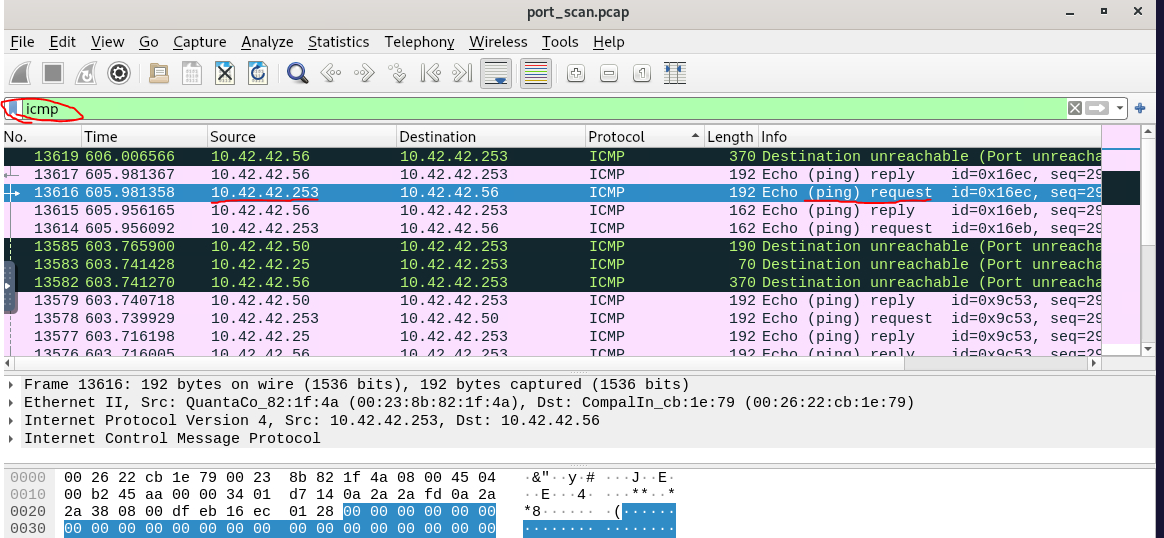 port_scan.pcap
File Edit View Go Capture Analyze Statistics Telephony Wireless Tools Help
icmp
No. Time Source Destination Protocol Length Info
13619 606.006566 10.42.42.56 10.42.42.253 ICMP 370 Destination unreachable (Port unreacha
13617 605.981367 10.42.42.56 10.42.42.253 ICMP 192 Echo (ping) reply id=0x16ec, seq=29
13616 605.981358 10.42.42.253 10.42.42.56 ICMP 192 Echo (ping) request id=0x16ec, seq=29
13615 605.956165 10.42.42.56 10.42.42.253 ICMP 162 Echo (ping) reply id=0x16eb, seq=29
13614 605.956092 10.42.42.253 10.42.42.56 ICMP 162 Echo (ping) request id=0x16eb, seq=29
13585 603.765900 10.42.42.50 10.42.42.253 ICMP 190 Destination unreachable (Port unreacha
13583 603.741428 10.42.42.25 10.42.42.253 ICMP 70 Destination unreachable (Port unreacha
13582 603.741270 10.42.42.56 10.42.42.253 ICMP 370 Destination unreachable (Port unreacha
13579 603.740718 10.42.42.50 10.42.42.253 ICMP 192 Echo (ping) reply id=0x9c53, seq=29
13578 603.739929 10.42.42.253 10.42.42.50 ICMP 192 Echo (ping) request id=0x9c53, seq=29
13577 603.716198 10.42.42.25 10.42.42.253 ICMP 192 Echo (ping) reply id=0x9c53, seq=29
13576 603.716005 10.42.42.56 10.42.42.253 ICMP 192 Echo (ping) reply id=0x9c53, seq=29
Frame 13616: 192 bytes on wire (1536 bits), 192 bytes captured (1536 bits)
Ethernet II, Src: QuantaCo_82:1f:4a (00:23:8b:82:1f:4a), Dst: CompalIn_cb:1e:79 (00:26:22:cb:1e:79)
Internet Protocol Version 4, Src: 10.42.42.253, Dst: 10.42.42.56
Internet Control Message Protocol
0000 00 26 22 cb 1e 79 00 23 8b 82 1f 4a 08 00 45 04 ·&"··y·# ···J··E·
0010 00 b2 45 aa 00 00 34 01 d7 14 0a 2a 2a fd 0a 2a ··E···4· ···**··*
0020 2a 38 08 00 df eb 16 ec 01 28 00 00 00 00 00 00 *8······ ·(······
0030 00 00 00 00 00 00 00 00 00 00 00 00 00 00 00 00 ········ ········